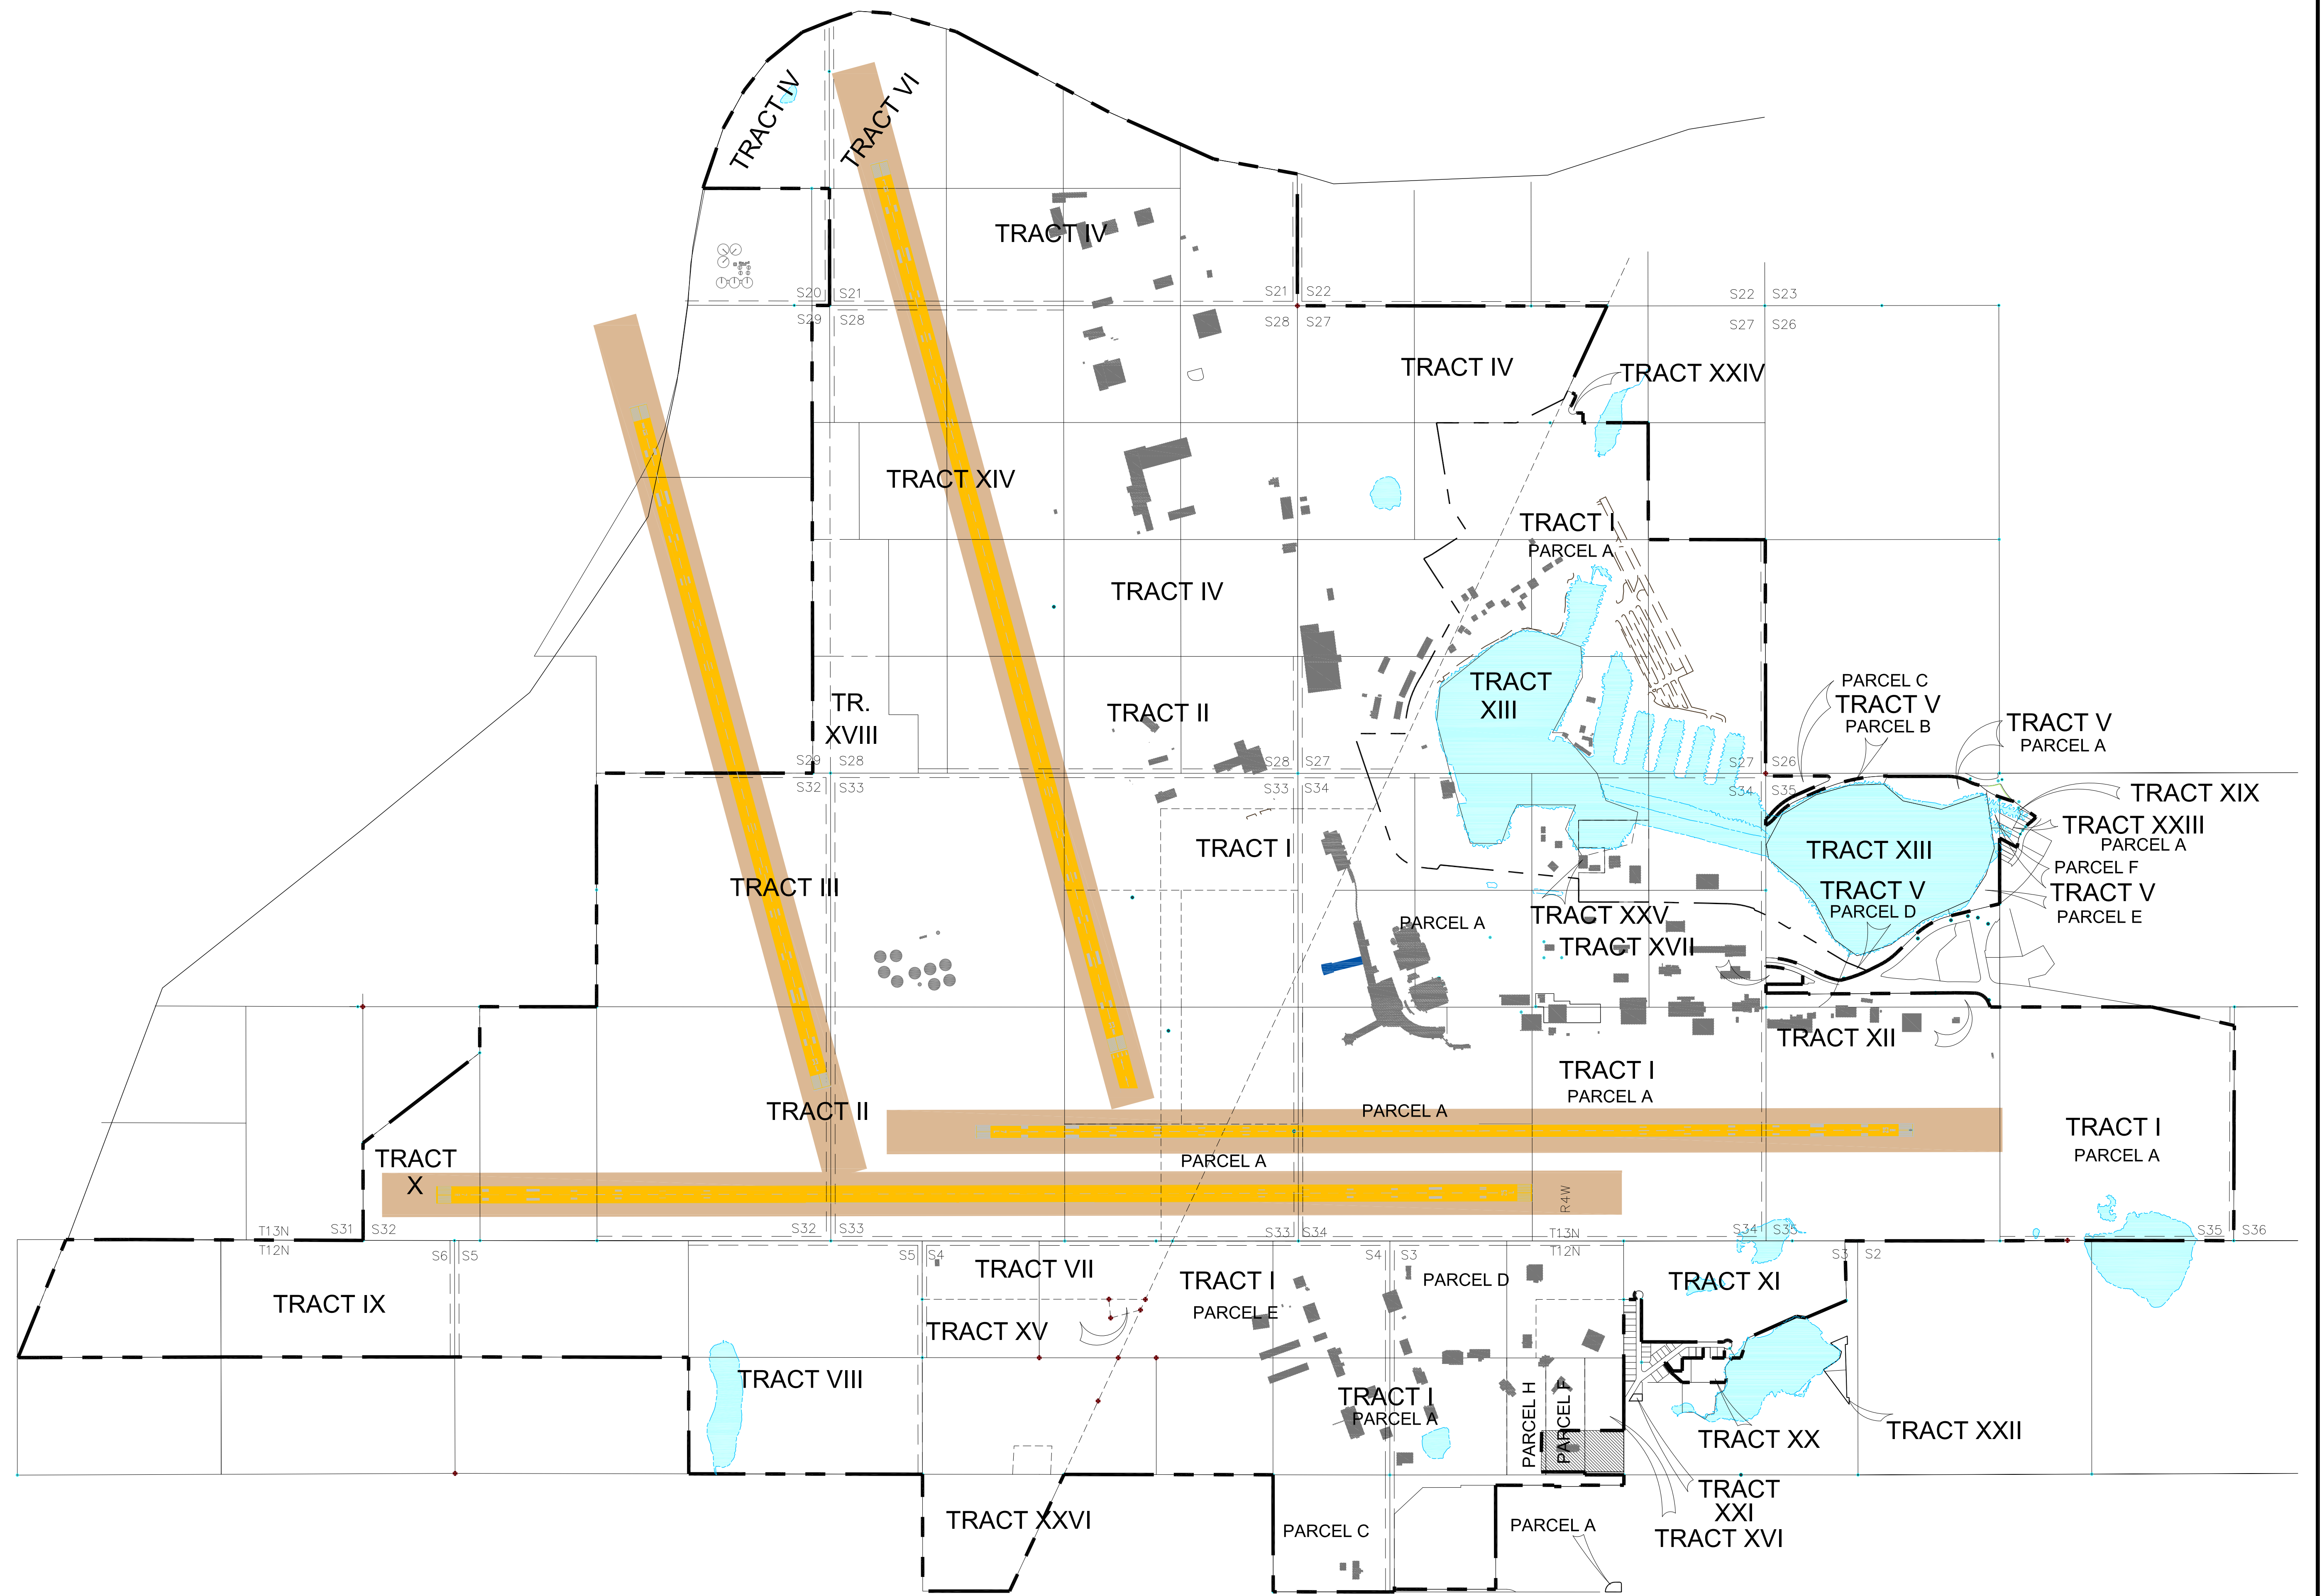 TRACT IV
TRACT VI
TRACT IV
S20
S21
S21
S22
S22
S23
S29
S28
S28
S27
S27
S26
TRACT IV
TRACT XXIV
TRACT XIV
TRACT I
PARCEL A
TRACT IV
TRACT
XIII
PARCEL C
TRACT V
PARCEL B
TRACT V
PARCEL A
TR.
XVIII
TRACT II
S29
S28
S28
S27
S27
S26
S32
S33
S33
S34
S34
S35
TRACT XIX
TRACT XXIII
PARCEL A
PARCEL F
TRACT V
PARCEL E
TRACT I
TRACT XIII
TRACT V
PARCEL D
TRACT III
PARCEL A
TRACT XXV
TRACT XVII
TRACT XII
TRACT I
PARCEL A
TRACT II
PARCEL A
TRACT I
PARCEL A
TRACT
X
PARCEL A
R4W
T13N
S31
S32
S32
S33
S33
S34
T13N
S34
S35
S35
S36
T12N
S6
S5
S5
S4
S4
S3
T12N
S3
S2
TRACT VII
TRACT I
PARCEL E
PARCEL D
TRACT XI
TRACT IX
TRACT XV
TRACT VIII
TRACT I
PARCEL A
PARCEL H
PARCEL F
TRACT XX
TRACT XXII
TRACT
XXI
TRACT XVI
TRACT XXVI
PARCEL C
PARCEL A